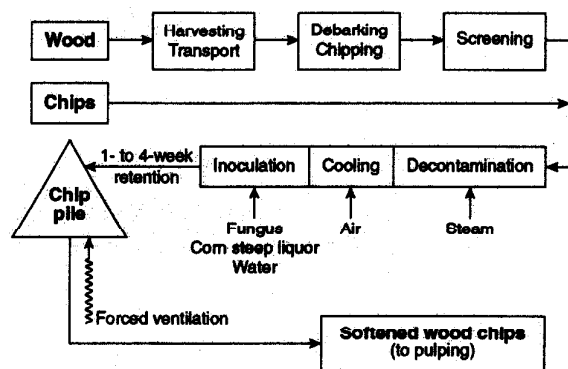 Wood
Harvesting
Transport
Debarking
Chipping
Screening
Chips
1- to 4-week
retention
Inoculation
Cooling
Decontamination
Chip
pile
Fungus
Corn steep liquor
Water
Air
Steam
Forced ventilation
Softened wood chips
(to pulping)